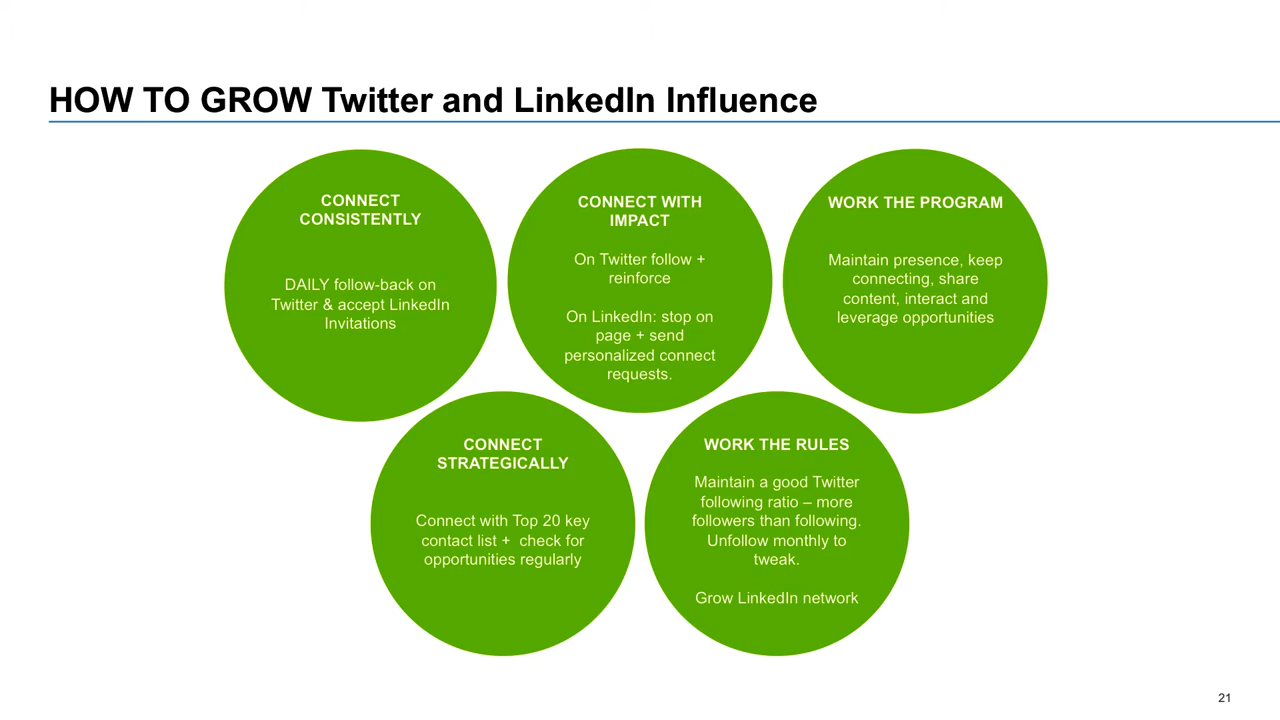 HOW TO GROW Twitter and LinkedIn Influence
CONNECT
CONSISTENTLY
DAILY follow-back on
Twitter & accept LinkedIn
Invitations
CONNECT WITH
IMPACT
On Twitter follow +
reinforce
On LinkedIn: stop on
page + send
personalized connect
requests.
WORK THE PROGRAM
Maintain presence, keep
connecting, share
content, interact and
leverage opportunities
CONNECT
STRATEGICALLY
Connect with Top 20 key
contact list +  check for
opportunities regularly
WORK THE RULES
Maintain a good Twitter
following ratio – more
followers than following.
Unfollow monthly to
tweak.
Grow LinkedIn network
21